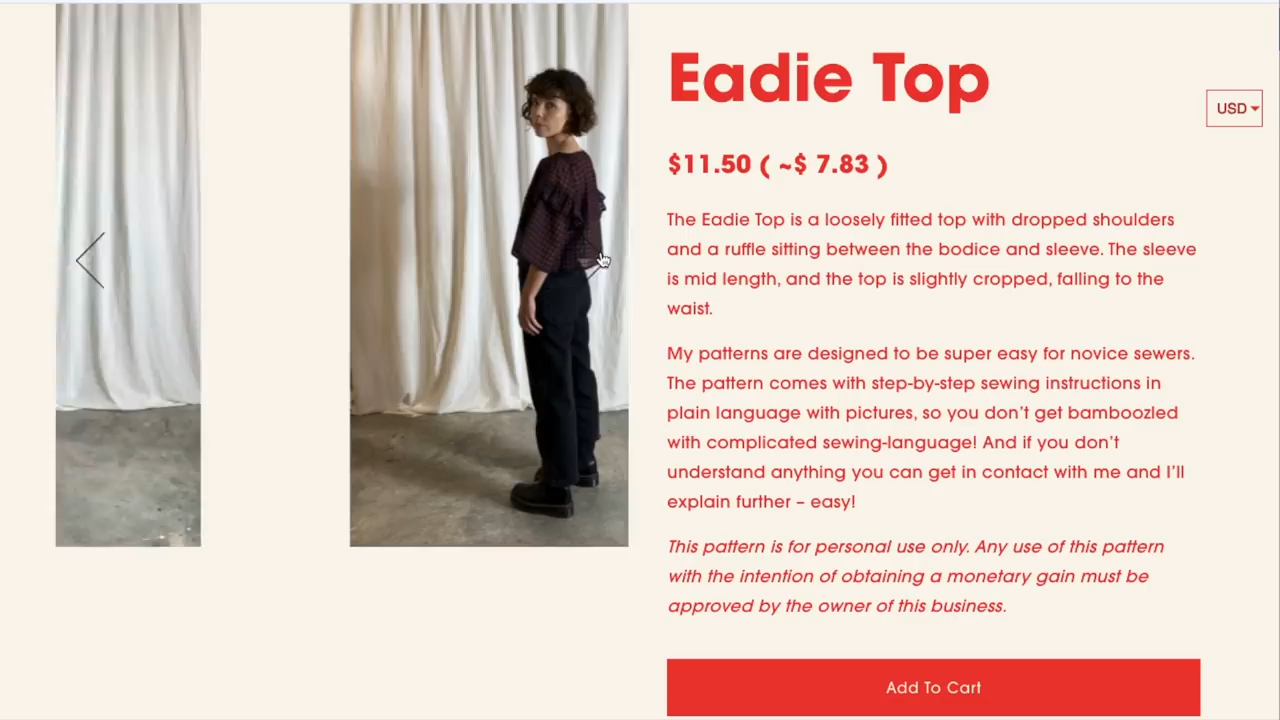 Eadie Top
USD
$11.50 ( ~$ 7.83 )
The Eadie Top is a loosely fitted top with dropped shoulders
and a ruffle sitting between the bodice and sleeve. The sleeve
is mid length, and the top is slightly cropped, falling to the
waist.
My patterns are designed to be super easy for novice sewers.
The pattern comes with step-by-step sewing instructions in
plain language with pictures, so you don't get bamboozled
with complicated sewing-language! And if you don't
understand anything you can get in contact with me and I'll
explain further – easy!
This pattern is for personal use only. Any use of this pattern
with the intention of obtaining a monetary gain must be
approved by the owner of this business.
Add To Cart